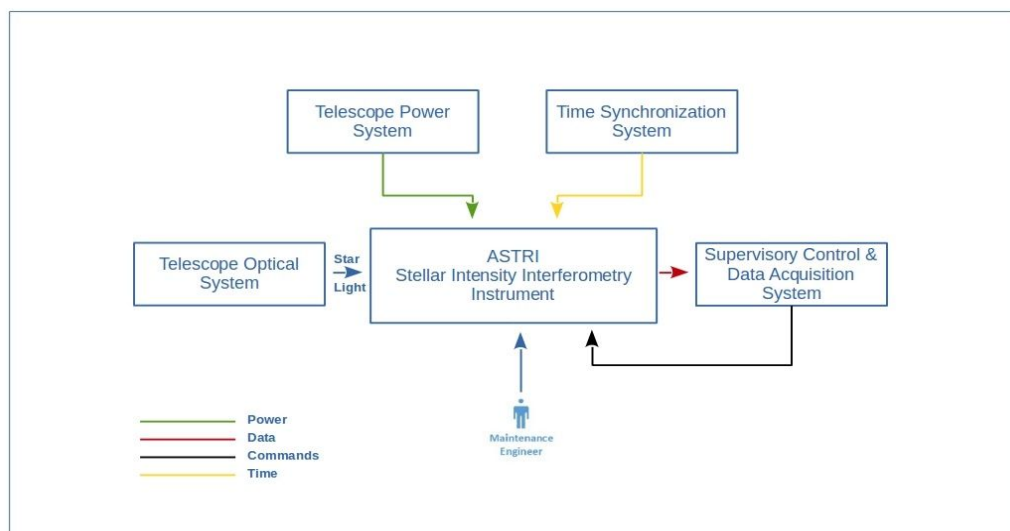 Telescope Power
System
Time Synchronization
System
Telescope Optical
System
Star
Light
ASTRI
Stellar Intensity Interferometry
Instrument
Supervisory Control &
Data Acquisition
System
Maintenance
Engineer
Power
Data
Commands
Time